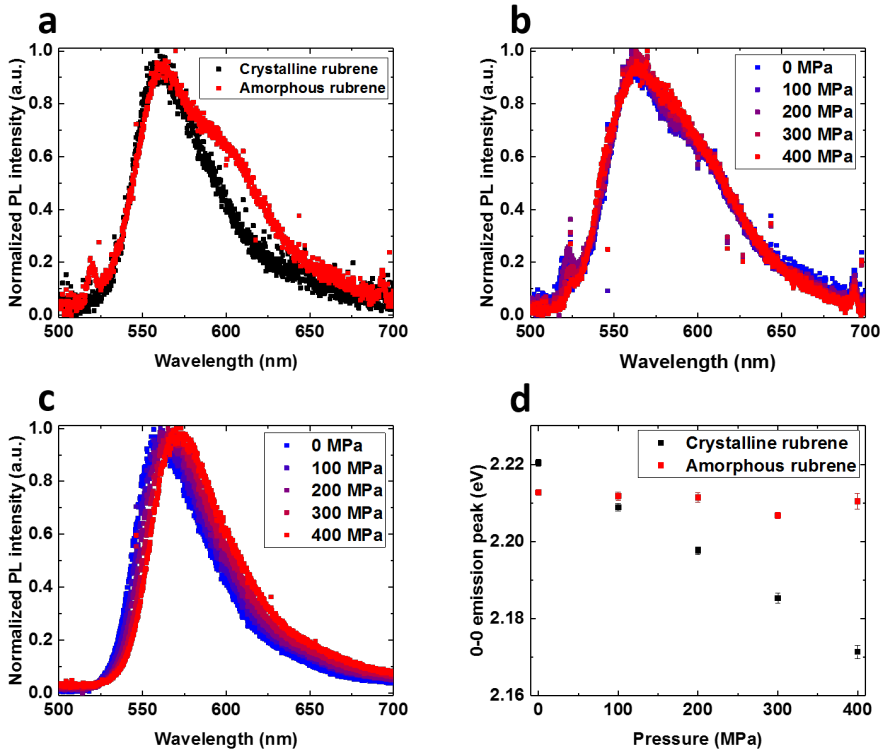 a
Normalized PL intensity (a.u.)
1.0
0.8
0.6
0.4
0.2
0.0
Crystalline rubrene
Amorphous rubrene
500 550 600 650 700
Wavelength (nm)
b
Normalized PL intensity (a.u.)
1.0
0.8
0.6
0.4
0.2
0.0
0 MPa
100 MPa
200 MPa
300 MPa
400 MPa
500 550 600 650 700
Wavelength (nm)
c
Normalized PL intensity (a.u.)
1.0
0.8
0.6
0.4
0.2
0.0
0 MPa
100 MPa
200 MPa
300 MPa
400 MPa
500 550 600 650 700
Wavelength (nm)
d
0-0 emission peak (eV)
2.22
2.20
2.18
2.16
Crystalline rubrene
Amorphous rubrene
0 100 200 300 400
Pressure (MPa)